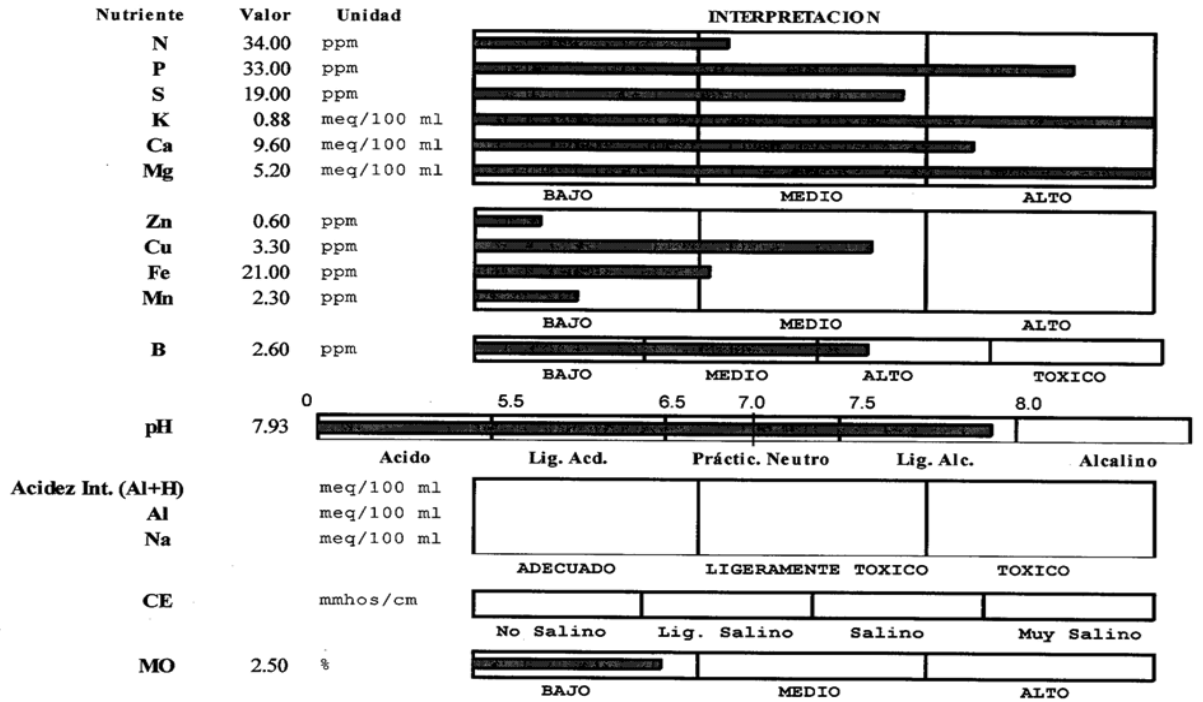 Nutriente Valor Unidad INTERPRETACION
N 34.00 ppm
P 33.00 ppm
S 19.00 ppm
K 0.88 meq/100 ml
Ca 9.60 meq/100 ml
Mg 5.20 meq/100 ml
BAJO MEDIO ALTO
Zn 0.60 ppm
Cu 3.30 ppm
Fe 21.00 ppm
Mn 2.30 ppm
BAJO MEDIO ALTO
B 2.60 ppm
BAJO MEDIO ALTO TOXICO
0 5.5 6.5 7.0 7.5 8.0
pH 7.93
Acido Lig. Acd. Práctic. Neutro Lig. Alc. Alcalino
Acidez Int. (Al+H) meq/100 ml
Al meq/100 ml
Na meq/100 ml
ADECUADO LIGERAMENTE TOXICO TOXICO
CE mmhos/cm
No Salino Lig. Salino Salino Muy Salino
MO 2.50 %
BAJO MEDIO ALTO